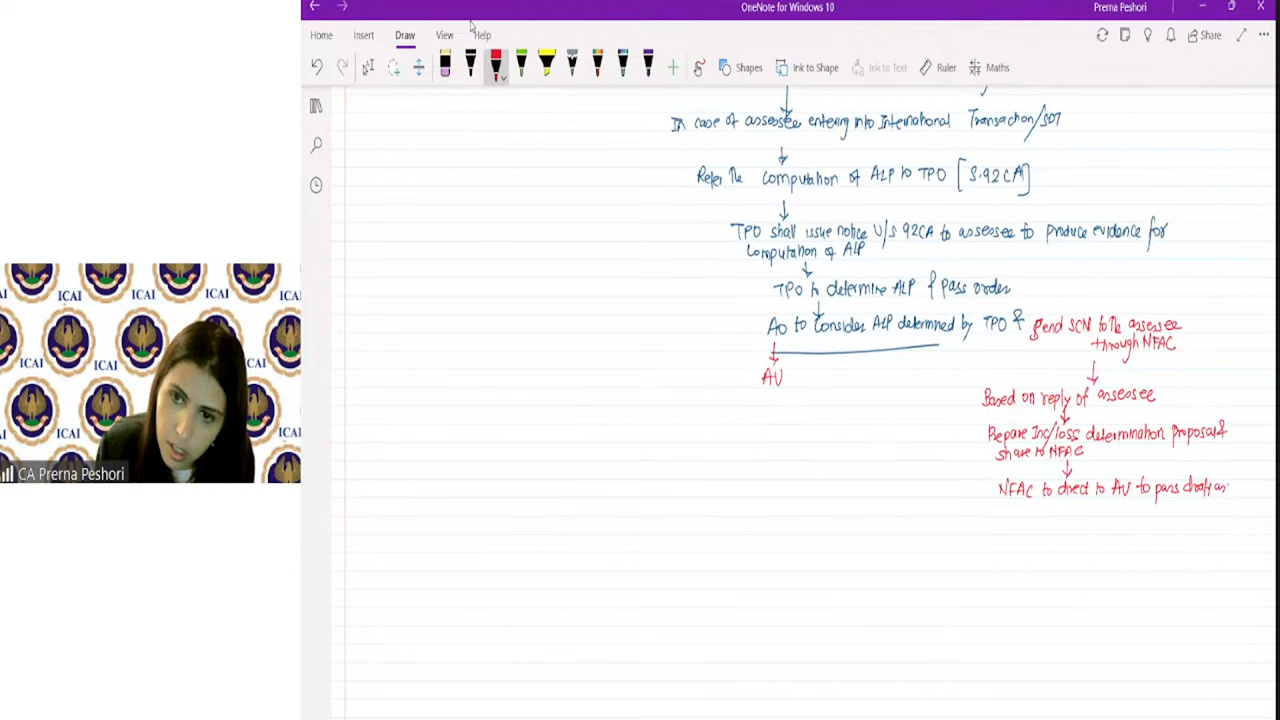 OneNote for Windows 10
Prerna Peshori
Home Insert Draw View Help
Share
Shapes Ink to Shape Ink to Text Ruler Maths
In case of assessee entering into International Transaction/SDT
Refer the computation of ALP to TPO [S.92CA]
TPO shall issue notice U/s 92CA to assessee to produce evidence for
computation of ALP
TPO to determine ALP & pass order
AO to consider ALP determined by TPO & send SCN to the assessee
through NFAC
AU
Based on reply of assessee
Prepare Inc/loss determination proposal &
share to NFAC
NFAC to direct to AU to pass draft as
ICAI ICAI ICAI
ICAI
CA Prerna Peshori